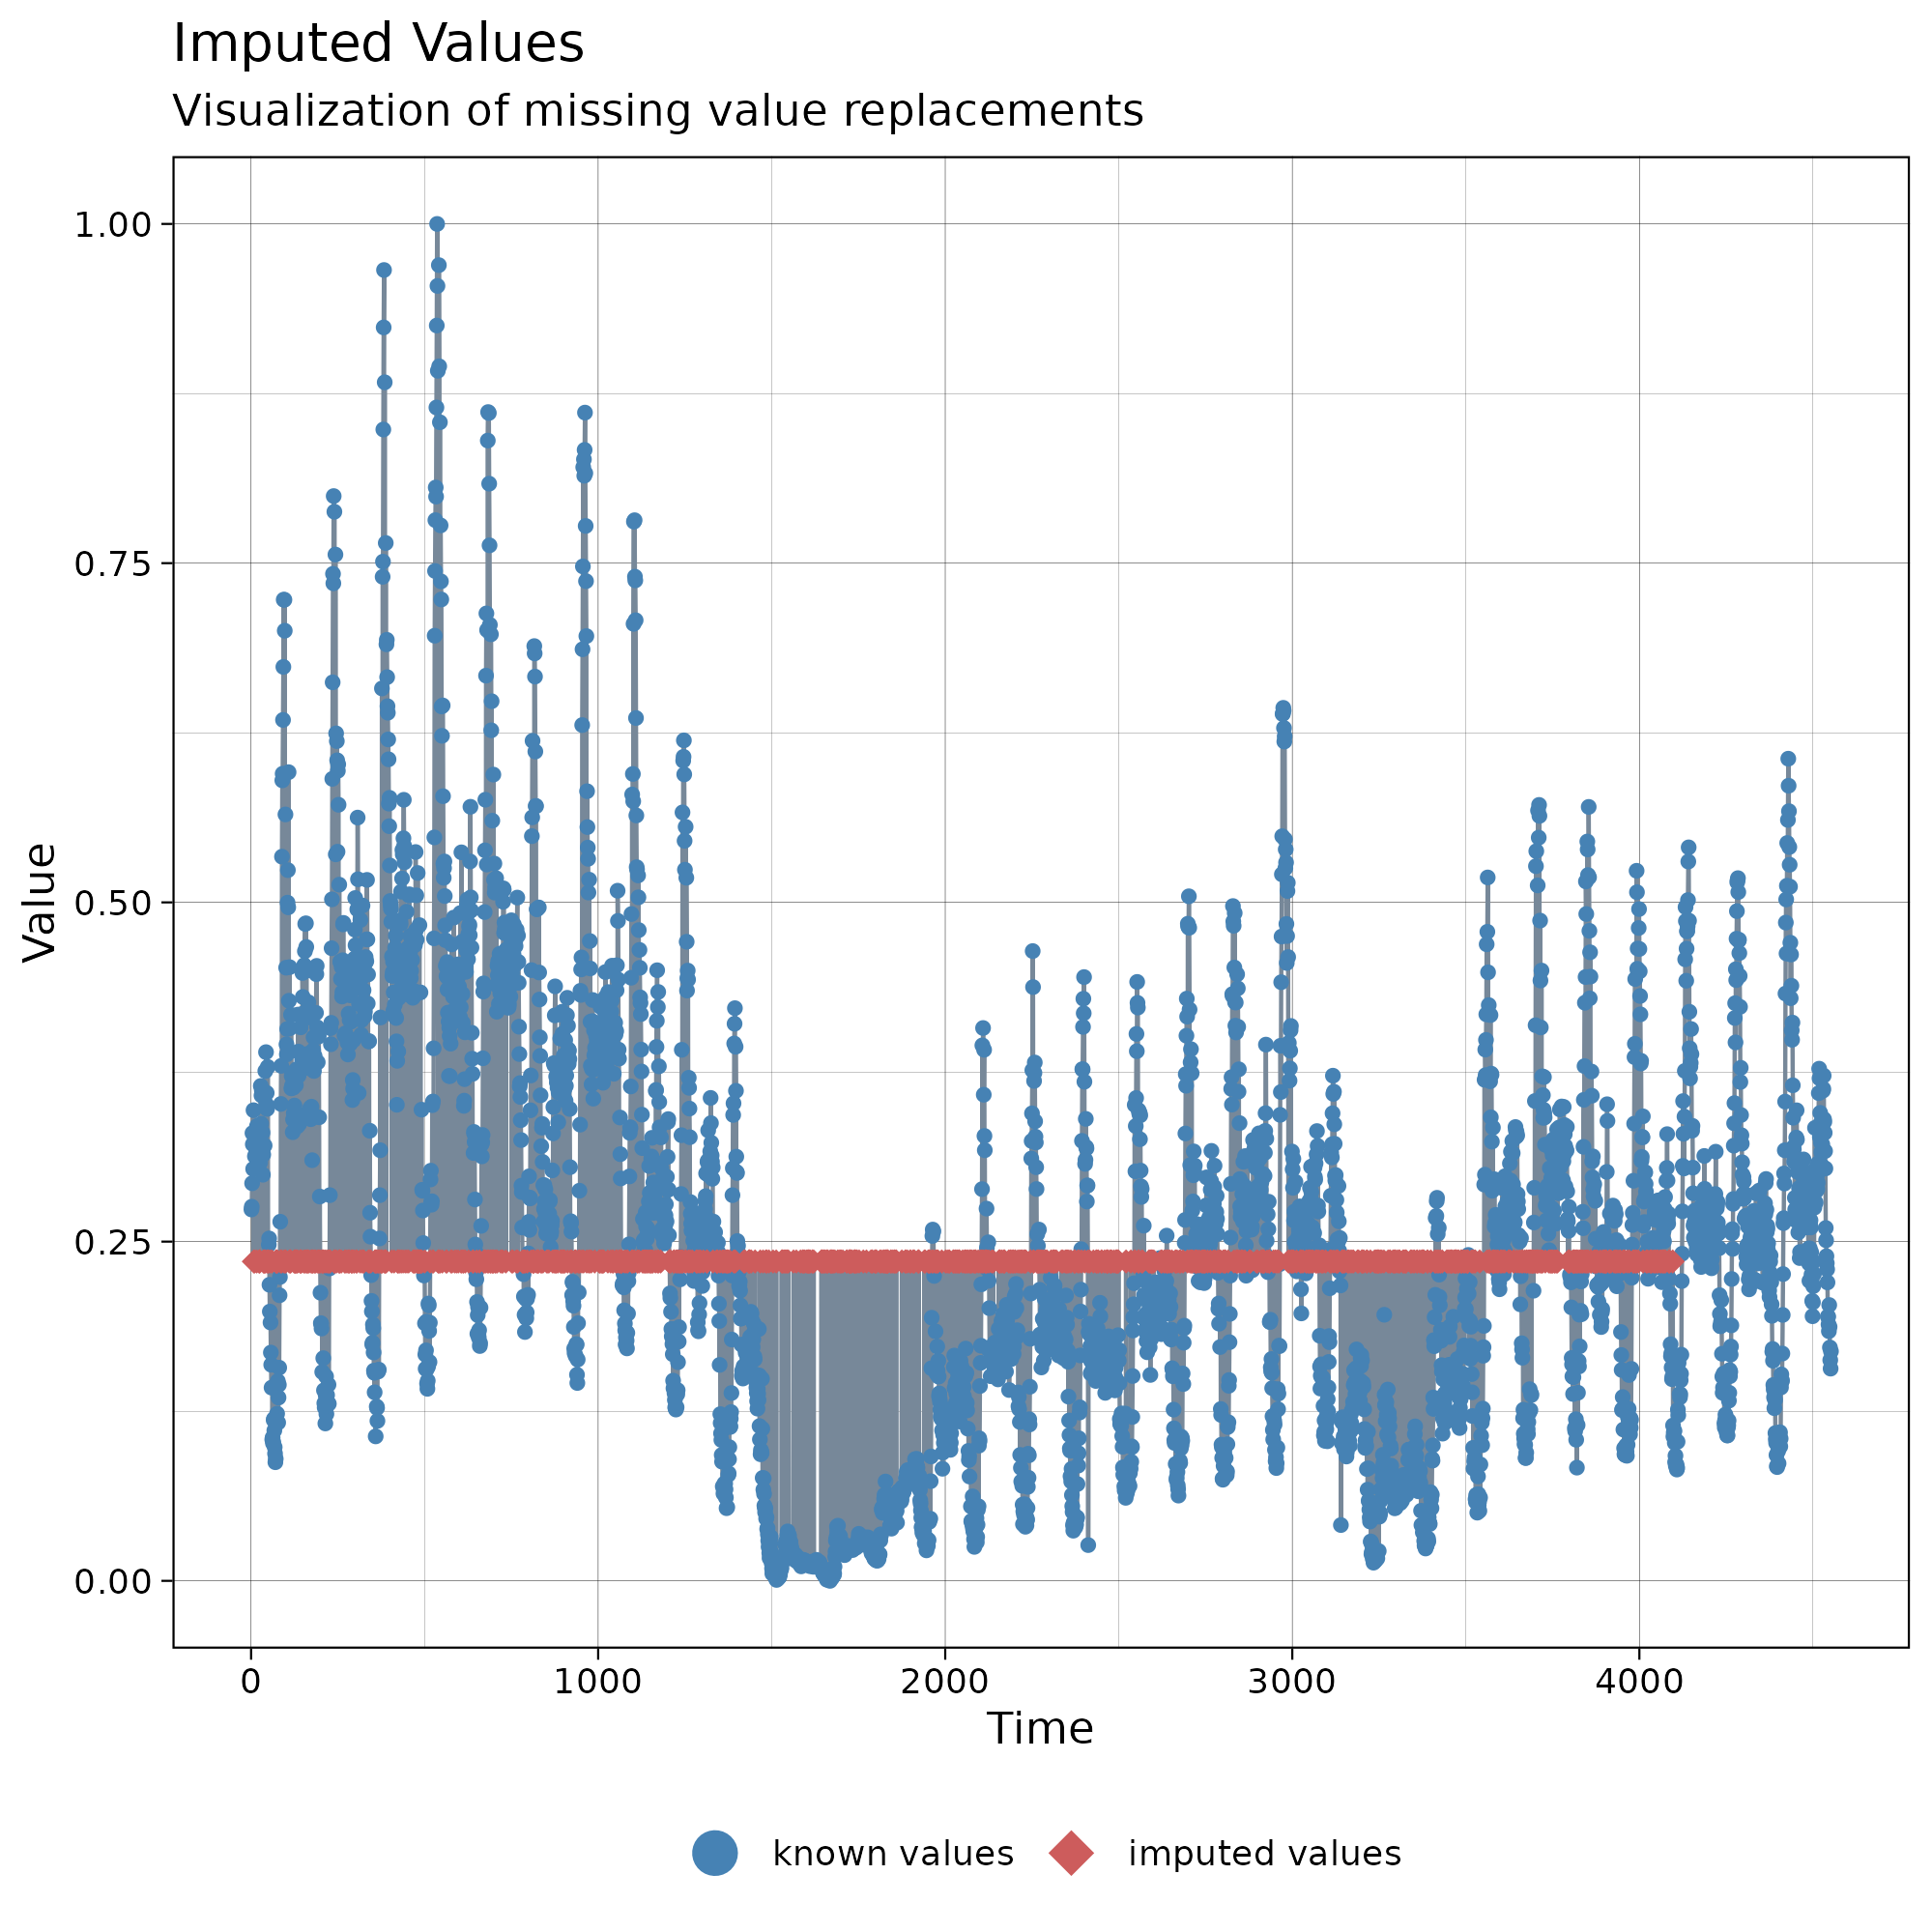 Imputed Values
Visualization of missing value replacements
1.00
0.75
0.50
0.25
0.00
Value
0 1000 2000 3000 4000
Time
known values imputed values